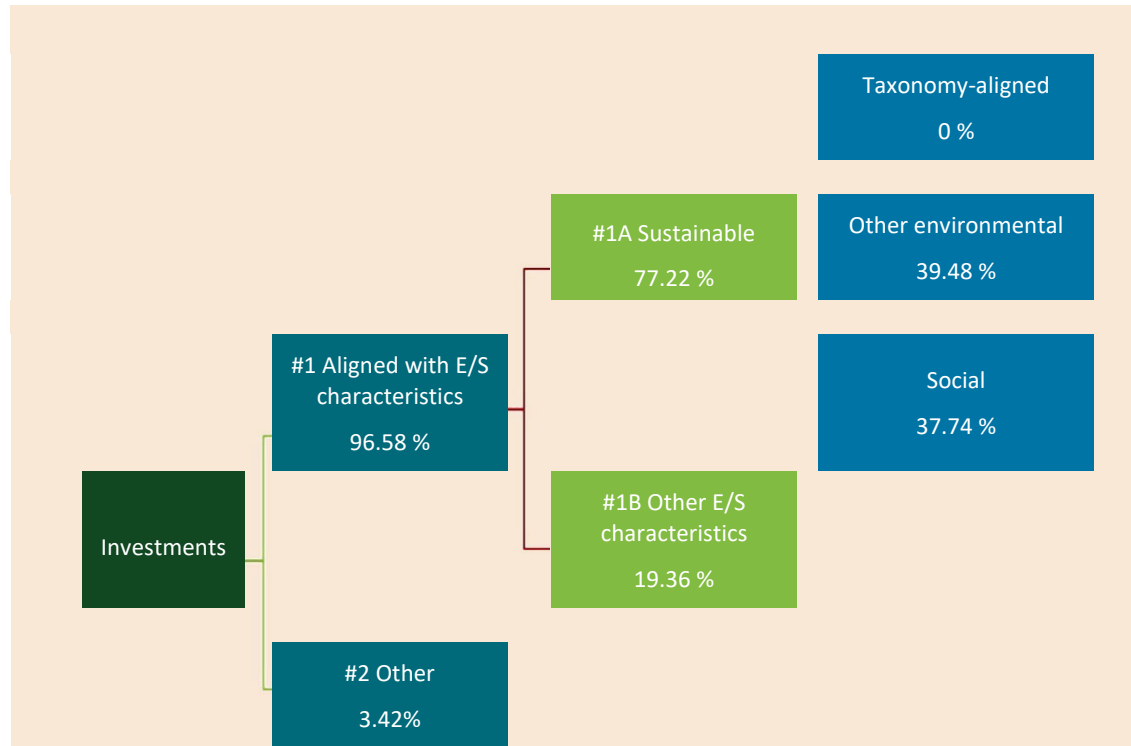 Taxonomy-aligned
0 %
#1A Sustainable
77.22 %
Other environmental
39.48 %
#1 Aligned with E/S
characteristics
96.58 %
Social
37.74 %
Investments
#1B Other E/S
characteristics
19.36 %
#2 Other
3.42%